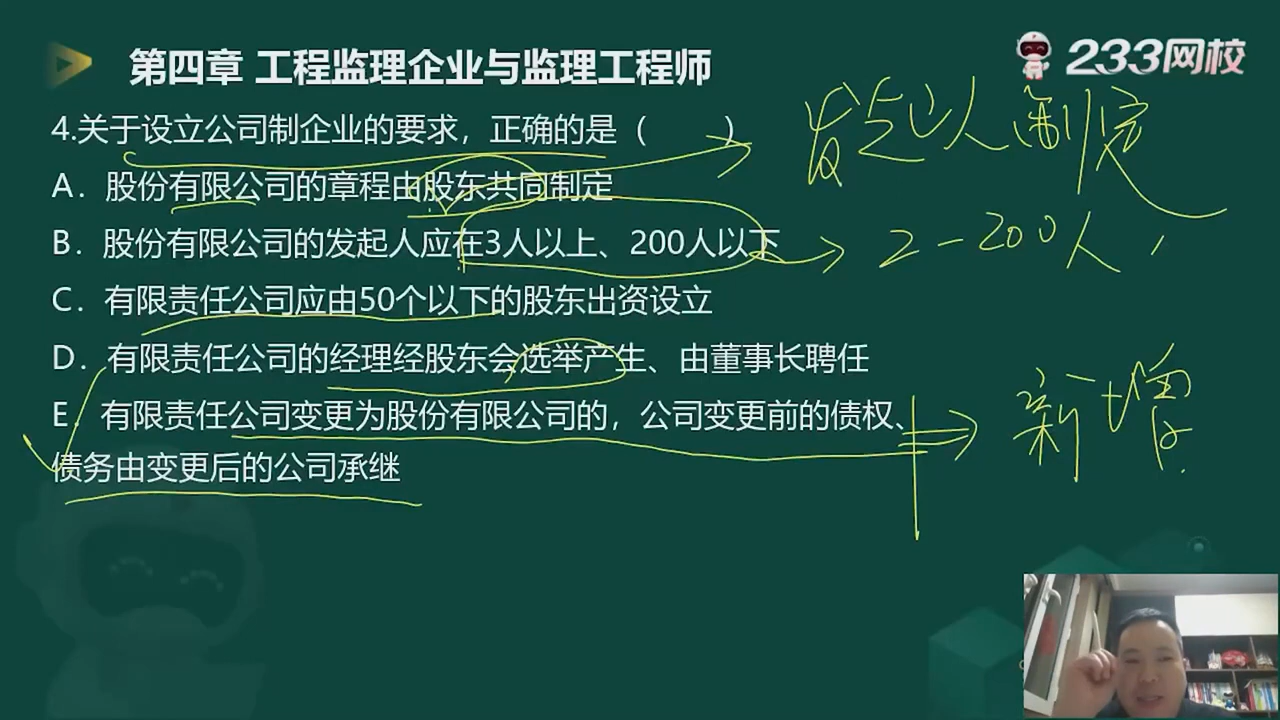 第四章 工程监理企业与监理工程师
233网校
4.关于设立公司制企业的要求，正确的是（ ）
发起人制定
A．股份有限公司的章程由股东共同制定
B．股份有限公司的发起人应在3人以上、200人以下
2-200人
C．有限责任公司应由50个以下的股东出资设立
D．有限责任公司的经理经股东会选举产生、由董事长聘任
E．有限责任公司变更为股份有限公司的，公司变更前的债权、
新增
债务由变更后的公司承继